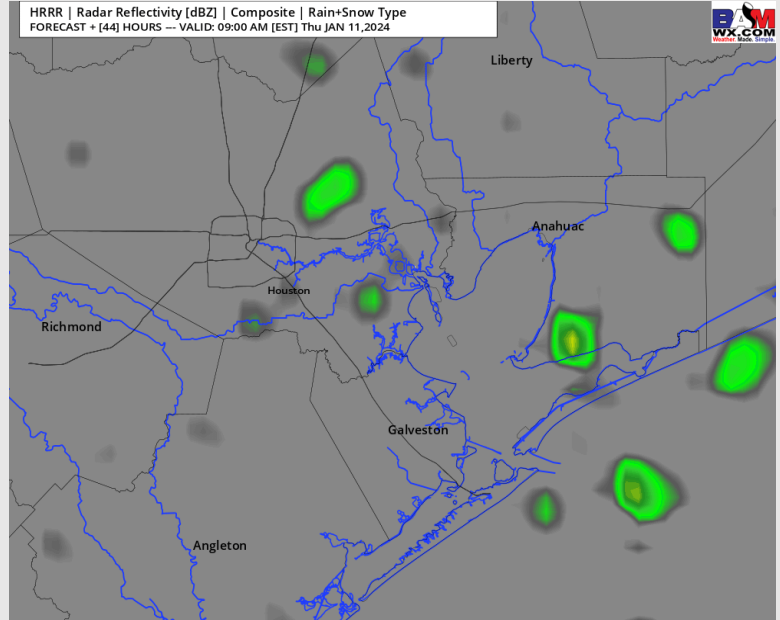 HRRR | Radar Reflectivity [dBZ] | Composite | Rain+Snow Type
FORECAST + [44] HOURS --- VALID: 09:00 AM [EST] Thu JAN 11,2024
BAM
WX.COM
Weather. Made. Simple.
Liberty
Anahuac
Houston
Richmond
Galveston
Angleton